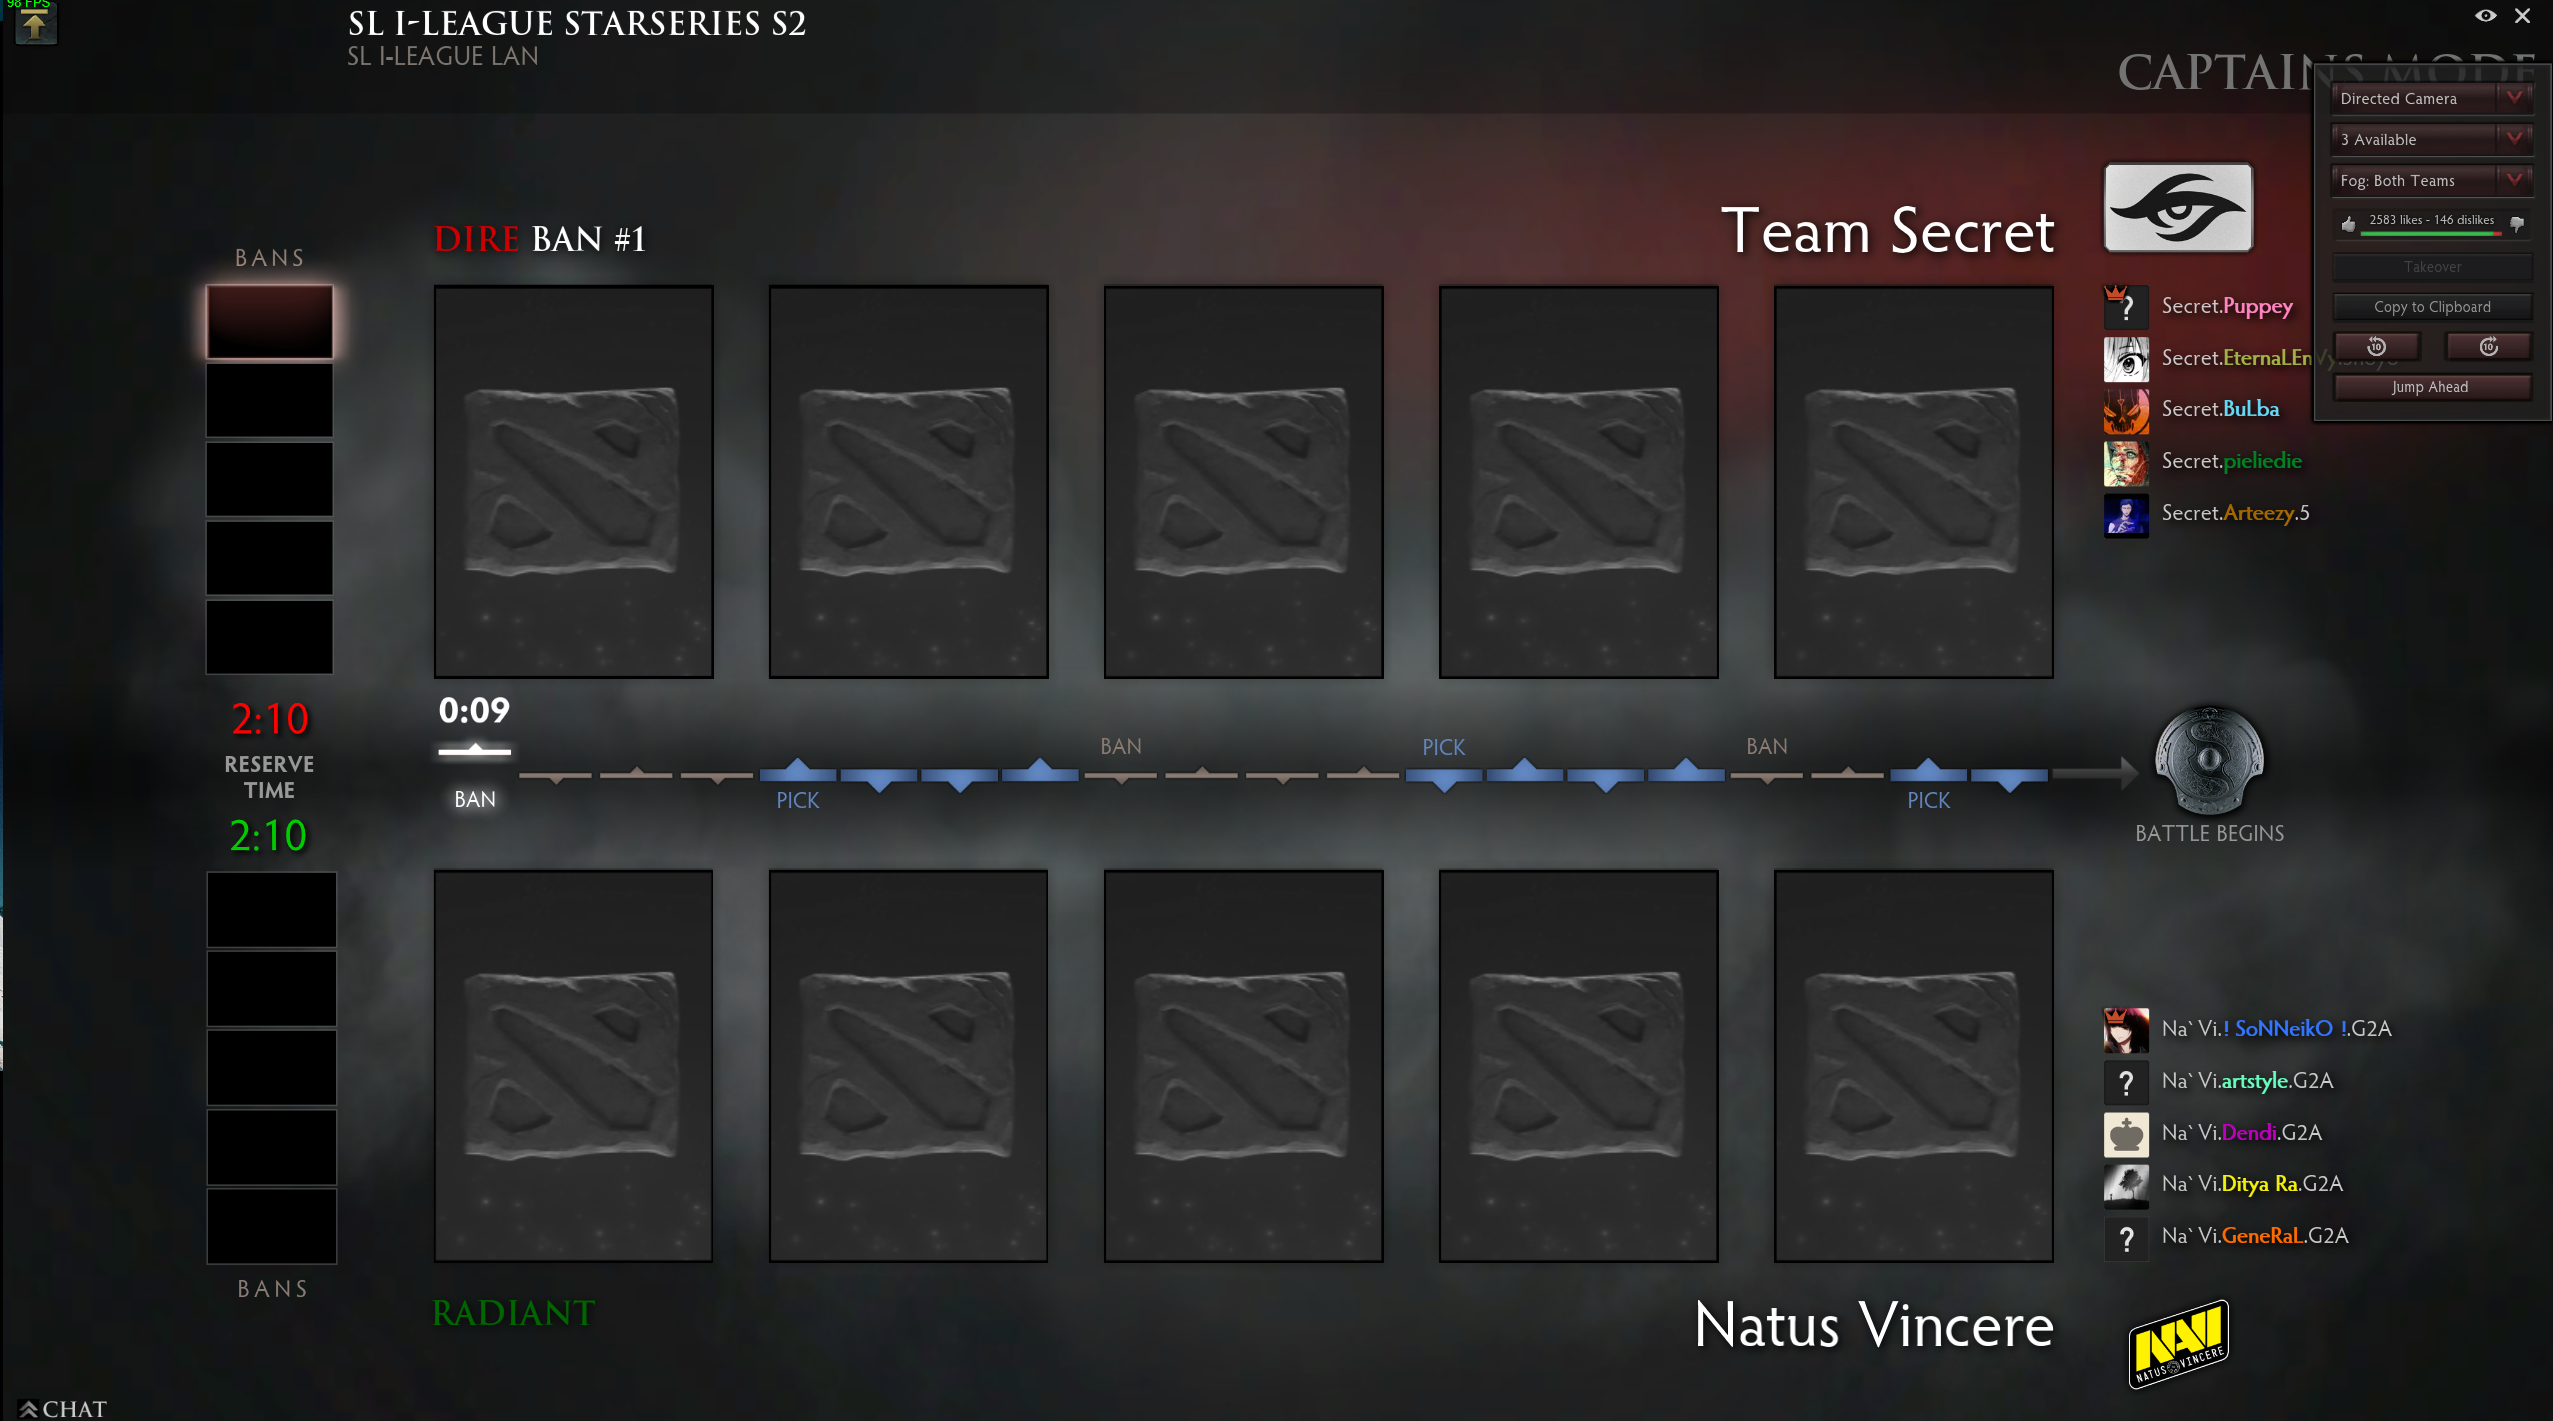 98 FPS
SL I-LEAGUE STARSERIES S2
SL I-LEAGUE LAN
CAPTAINS MODE
Directed Camera
3 Available
Fog: Both Teams
2583 likes - 146 dislikes
Takeover
Copy to Clipboard
10
10
Jump Ahead
BANS
DIRE BAN #1
Team Secret
?
Secret.Puppey
Secret.EternaLEnVy
Secret.BuLba
Secret.pieliedie
Secret.Arteezy.5
2:10
RESERVE
TIME
2:10
0:09
BAN
PICK
BAN
PICK
BAN
PICK
BATTLE BEGINS
Na`Vi.! SoNNeikO !.G2A
?
Na`Vi.artstyle.G2A
Na`Vi.Dendi.G2A
Na`Vi.Ditya Ra.G2A
?
Na`Vi.GeneRaL.G2A
BANS
RADIANT
Natus Vincere
NAVI
NATUS VINCERE
CHAT